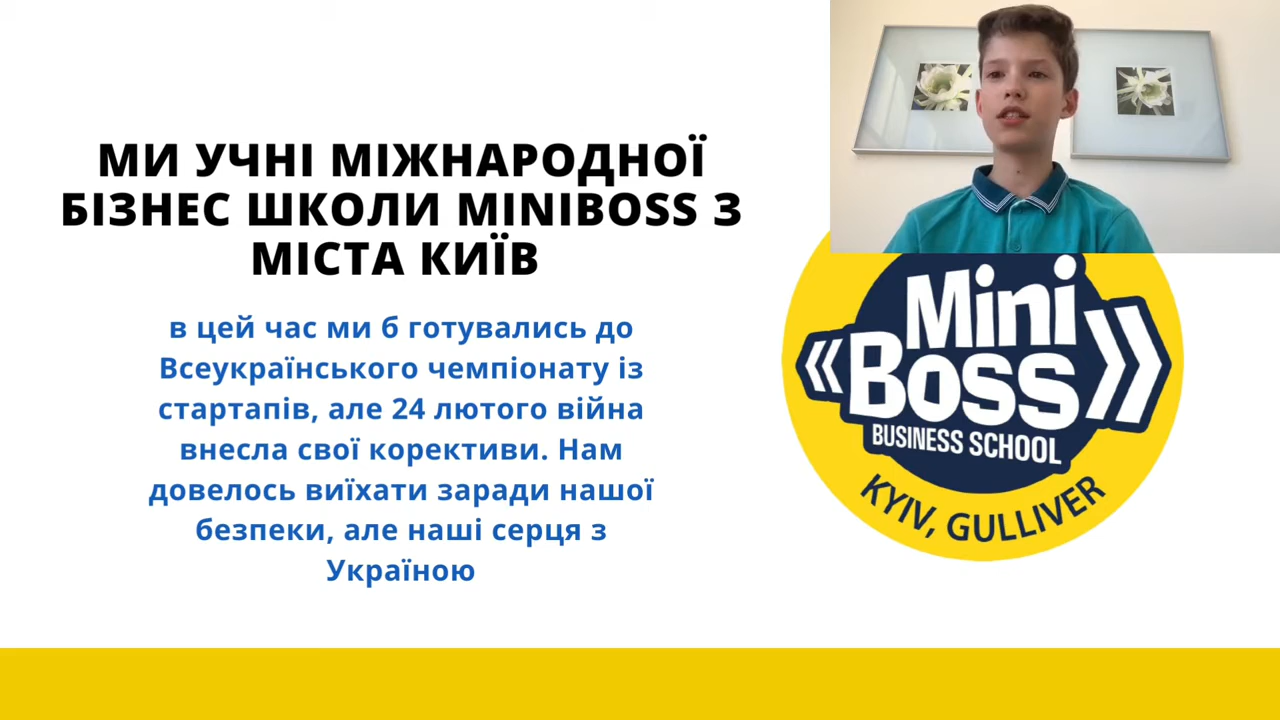 МИ УЧНІ МІЖНАРОДНОЇ
БІЗНЕС ШКОЛИ MINIBOSS З
МІСТА КИЇВ
в цей час ми б готувались до
Всеукраїнського чемпіонату із
стартапів, але 24 лютого війна
внесла свої корективи. Нам
довелось виїхати заради нашої
безпеки, але наші серця з
Україною
Mini
Boss
BUSINESS SCHOOL
KYIV, GULLIVER